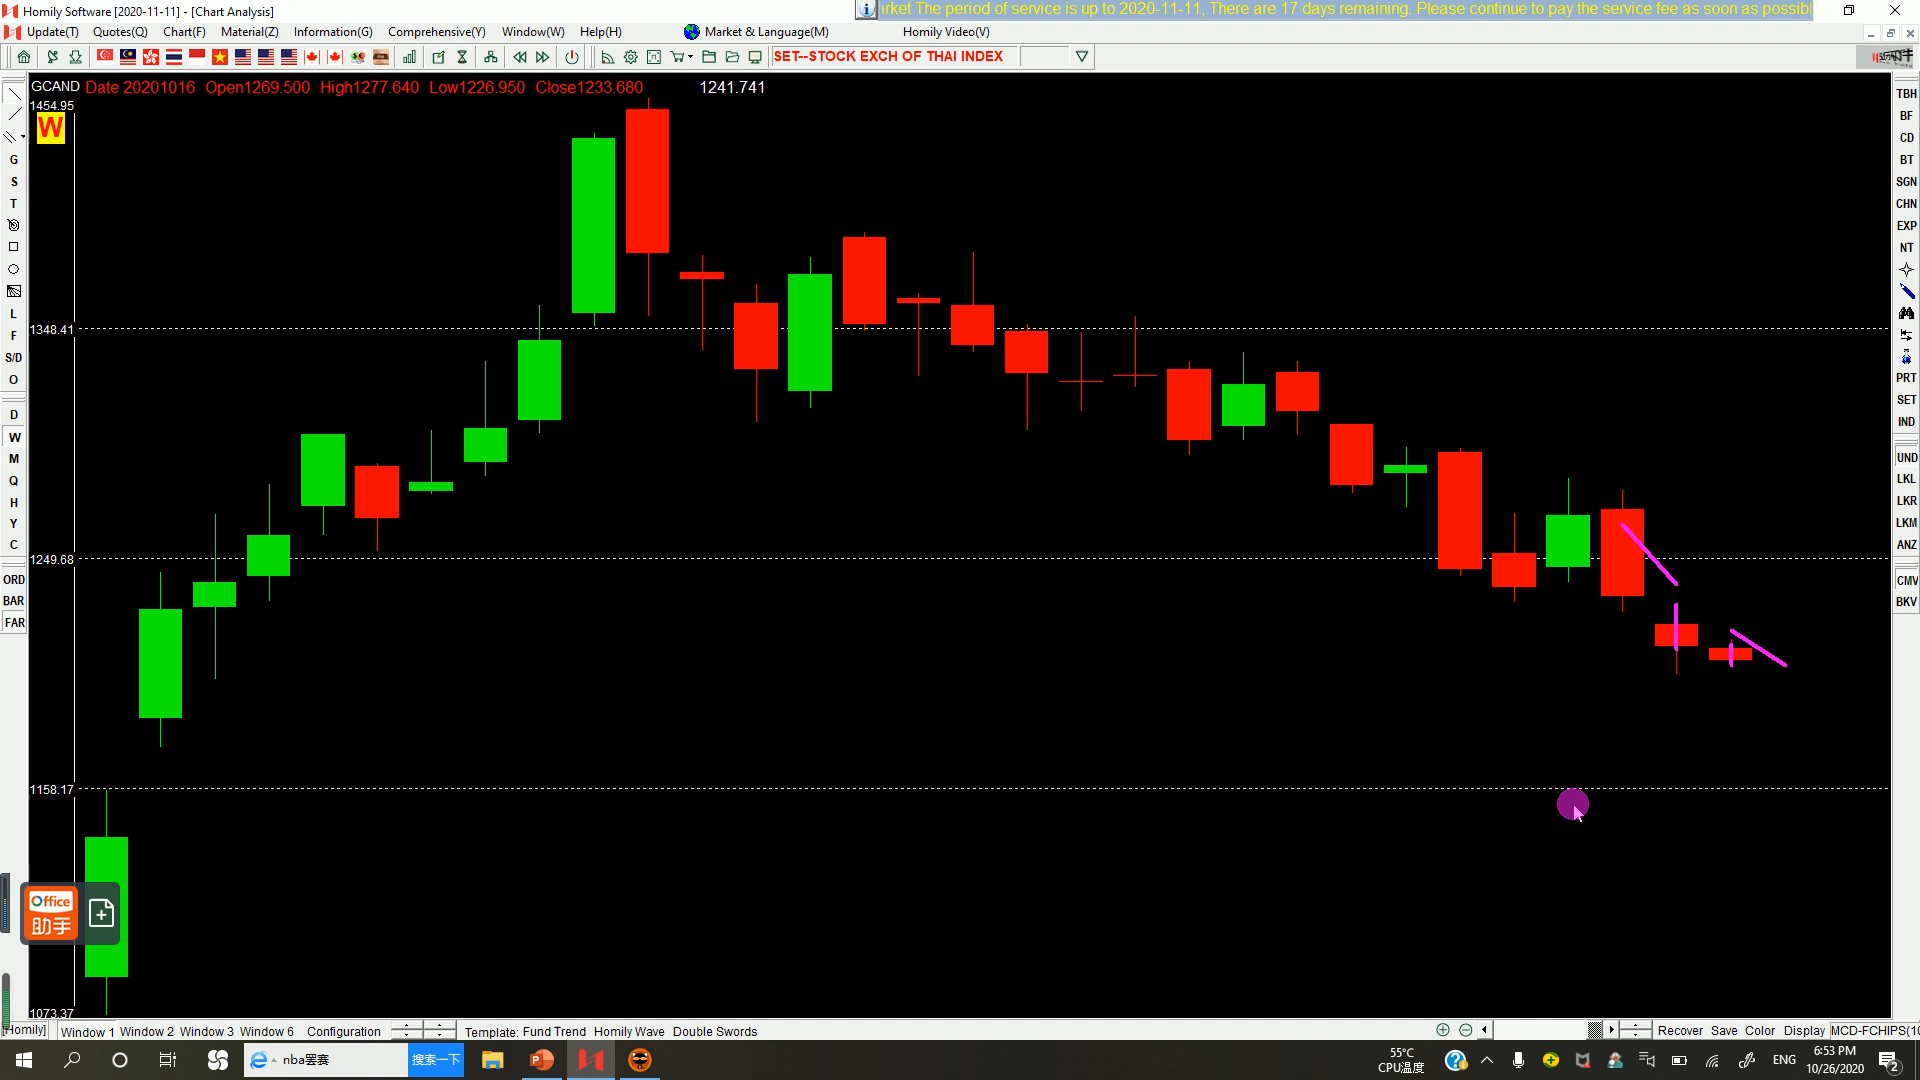 Homily Software [2020-11-11] - [Chart Analysis]
urket The period of service is up to 2020-11-11, There are 17 days remaining. Please continue to pay the service fee as soon as possibl
Update(T) Quotes(Q) Chart(F) Material(Z) Information(G) Comprehensive(Y) Window(W) Help(H) Market & Language(M) Homily Video(V)
SET--STOCK EXCH OF THAI INDEX
GCAND Date 20201016 Open1269.500 High1277.640 Low1226.950 Close1233.680 1241.741
1454.95
W
1348.41
1249.68
1158.17
1073.37
G
S
T
L
F
S/D
O
D
W
M
Q
H
Y
C
ORD
BAR
FAR
TBH
BF
CD
BT
SGN
CHN
EXP
NT
PRT
SET
IND
UND
LKL
LKR
LKM
ANZ
CMV
BKV
Office
助手
[Homily] Window 1 Window 2 Window 3 Window 6 Configuration Template: Fund Trend Homily Wave Double Swords Recover Save Color Display MCD-FCHIPS(10
nba罢赛 搜索一下
55°C
CPU温度
ENG
6:53 PM
10/26/2020
2